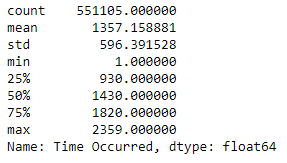 count    551105.000000
mean       1357.158881
std         596.391528
min           1.000000
25%         930.000000
50%        1430.000000
75%        1820.000000
max        2359.000000
Name: Time Occurred, dtype: float64